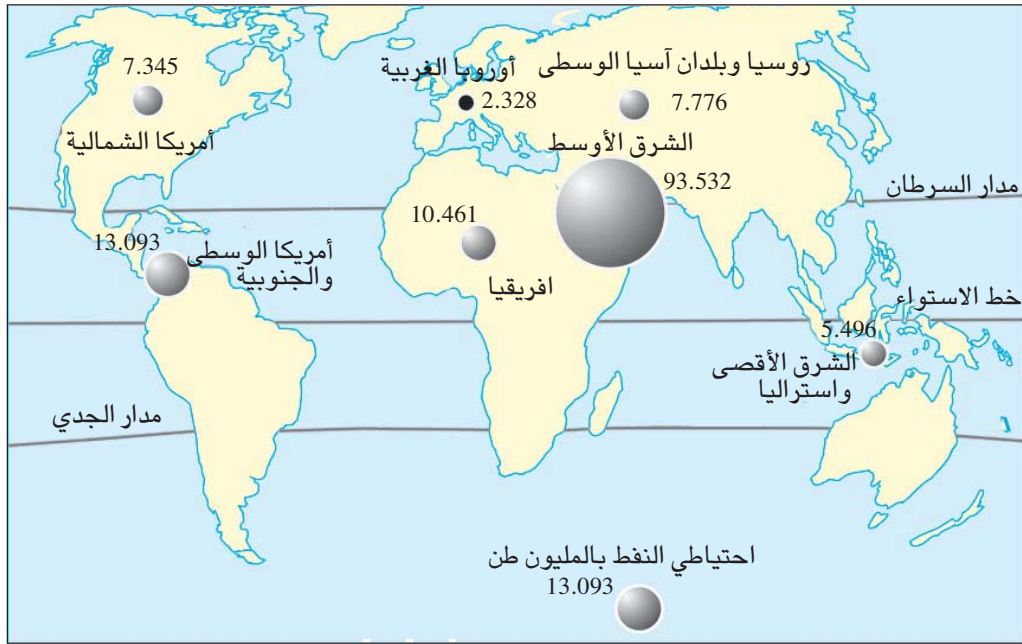 7.345
أمريكا الشمالية
أوروبا الغربية
2.328
روسيا وبلدان آسيا الوسطى
7.776
الشرق الأوسط
93.532
مدار السرطان
10.461
افريقيا
13.093
أمريكا الوسطى
والجنوبية
خط الاستواء
5.496
الشرق الأقصى
واستراليا
مدار الجدي
احتياطي النفط بالمليون طن
13.093